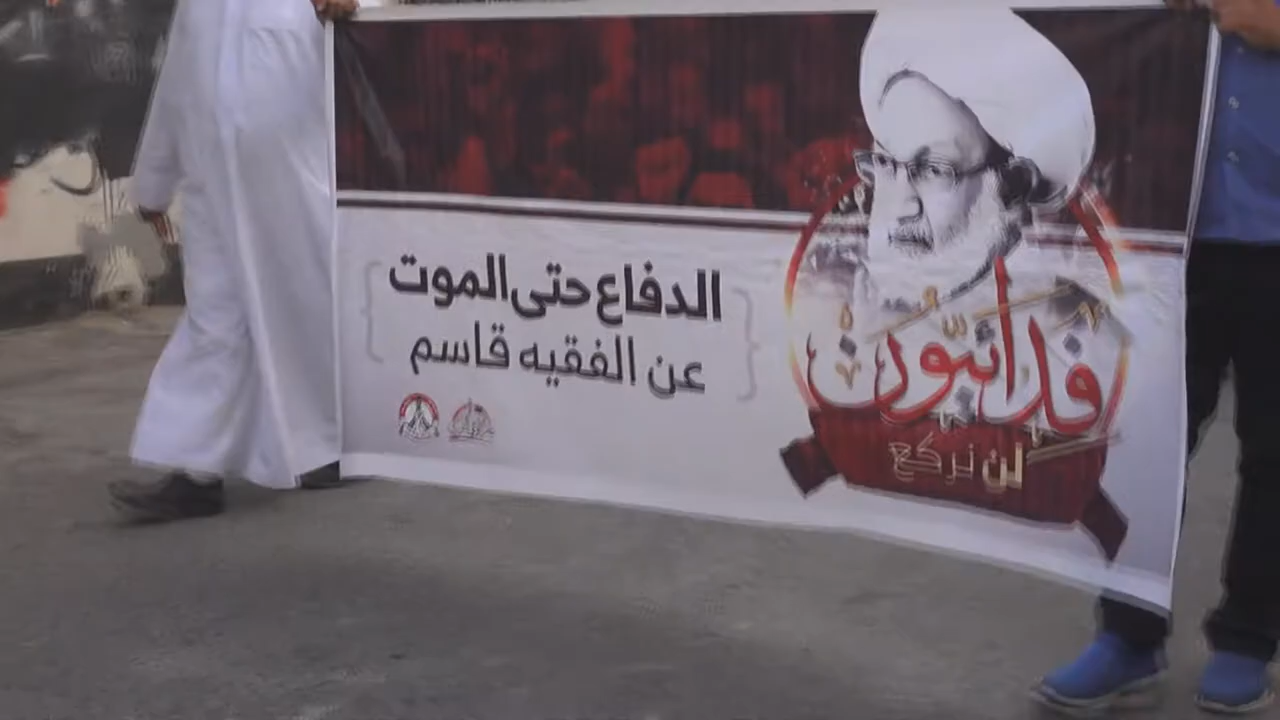 الدفاع حتى الموت
عن الفقيه قاسم
فدائيون
لن نركع